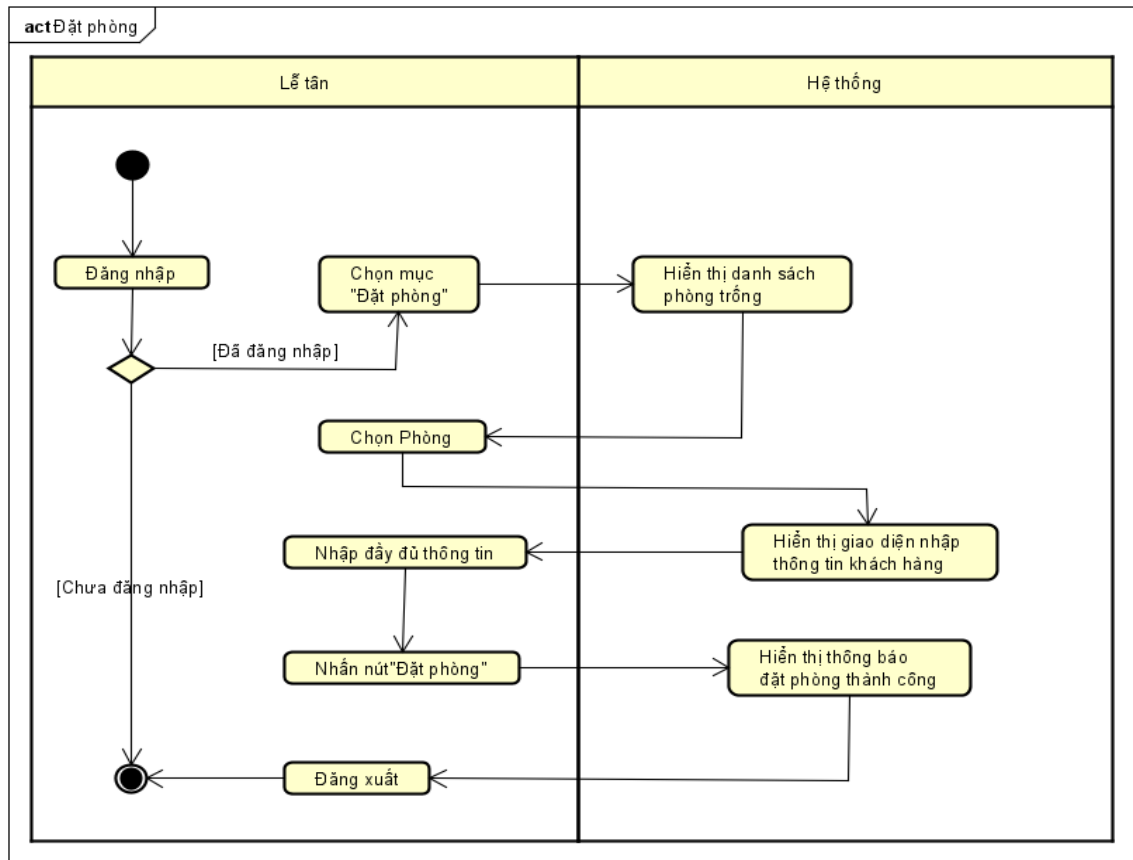 actĐặt phòng
Lễ tân
Hệ thống
Đăng nhập
Chọn mục
"Đặt phòng"
Hiển thị danh sách
phòng trống
[Đã đăng nhập]
Chọn Phòng
Nhập đầy đủ thông tin
Hiển thị giao diện nhập
thông tin khách hàng
[Chưa đăng nhập]
Nhấn nút"Đặt phòng"
Hiển thị thông báo
đặt phòng thành công
Đăng xuất